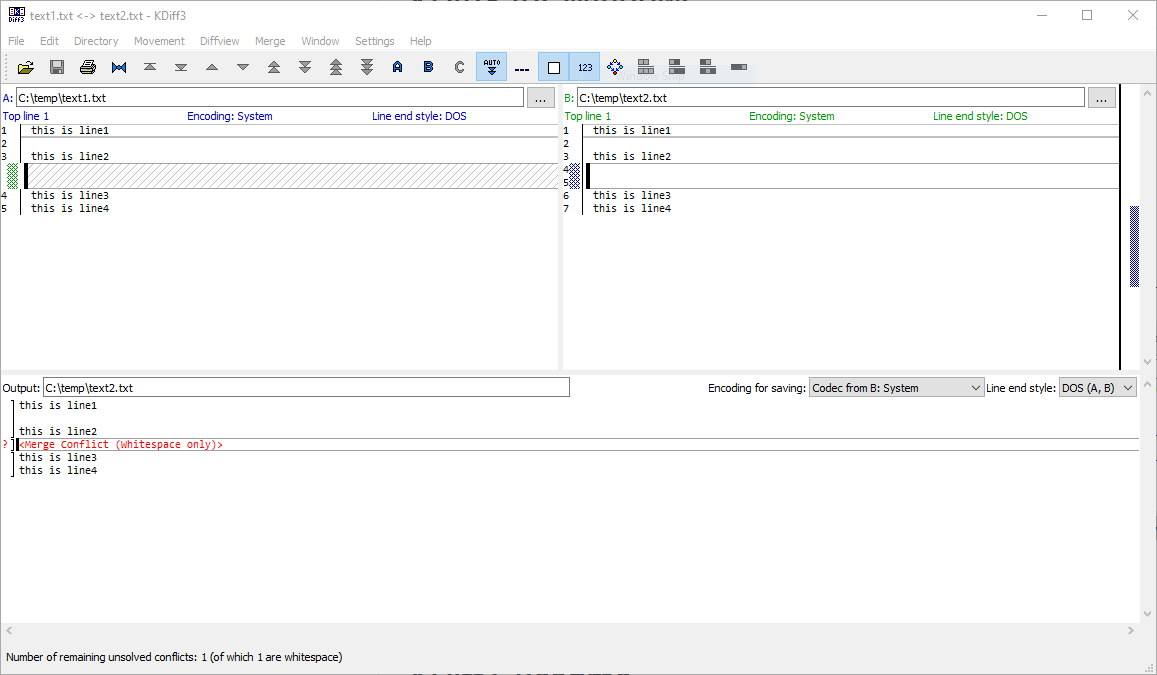 text1.txt <-> text2.txt - KDiff3
File Edit Directory Movement Diffview Merge Window Settings Help
A B C AUTO 123
A: C:\temp\text1.txt ...
Top line 1 Encoding: System Line end style: DOS
1 this is line1
2
3 this is line2
4 this is line3
5 this is line4
B: C:\temp\text2.txt ...
Top line 1 Encoding: System Line end style: DOS
1 this is line1
2
3 this is line2
4
5
6 this is line3
7 this is line4
Output: C:\temp\text2.txt Encoding for saving: Codec from B: System Line end style: DOS (A, B)
this is line1
this is line2
? <Merge Conflict (Whitespace only)>
this is line3
this is line4
Number of remaining unsolved conflicts: 1 (of which 1 are whitespace)